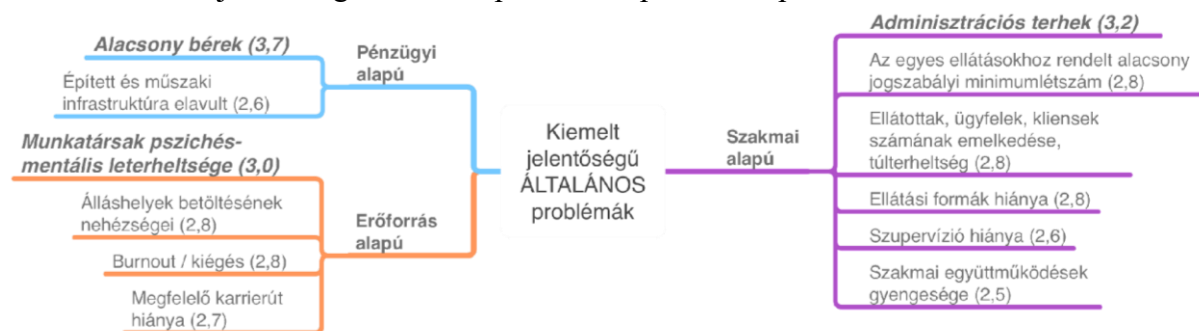 Alacsony bérek (3,7)
Épített és műszaki
infrastruktúra elavult (2,6)
Pénzügyi
alapú
Munkatársak pszichés-
mentális leterheltsége (3,0)
Álláshelyek betöltésének
nehézségei (2,8)
Burnout / kiégés (2,8)
Megfelelő karrierút
hiánya (2,7)
Erőforrás
alapú
Kiemelt
jelentőségű
ÁLTALÁNOS
problémák
Szakmai
alapú
Adminisztrációs terhek (3,2)
Az egyes ellátásokhoz rendelt alacsony
jogszabályi minimumlétszám (2,8)
Ellátottak, ügyfelek, kliensek
számának emelkedése,
túlterheltség (2,8)
Ellátási formák hiánya (2,8)
Szupervízió hiánya (2,6)
Szakmai együttműködések
gyengesége (2,5)